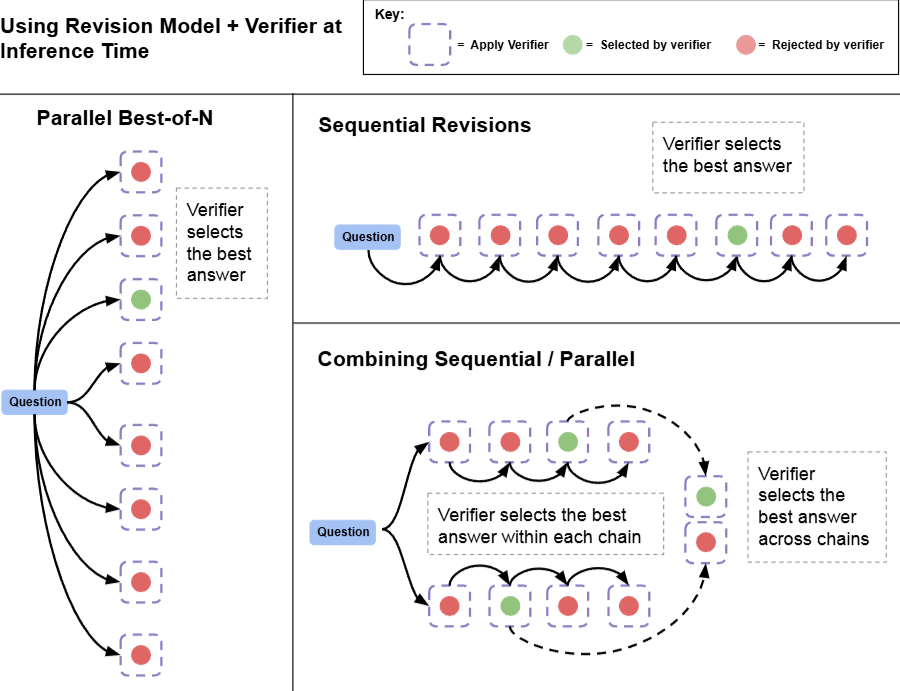 Using Revision Model + Verifier at
Inference Time
Key:
= Apply Verifier
= Selected by verifier
= Rejected by verifier
Parallel Best-of-N
Verifier
selects
the best
answer
Question
Sequential Revisions
Verifier selects
the best answer
Question
Combining Sequential / Parallel
Question
Verifier selects the best
answer within each chain
Verifier
selects the
best answer
across chains